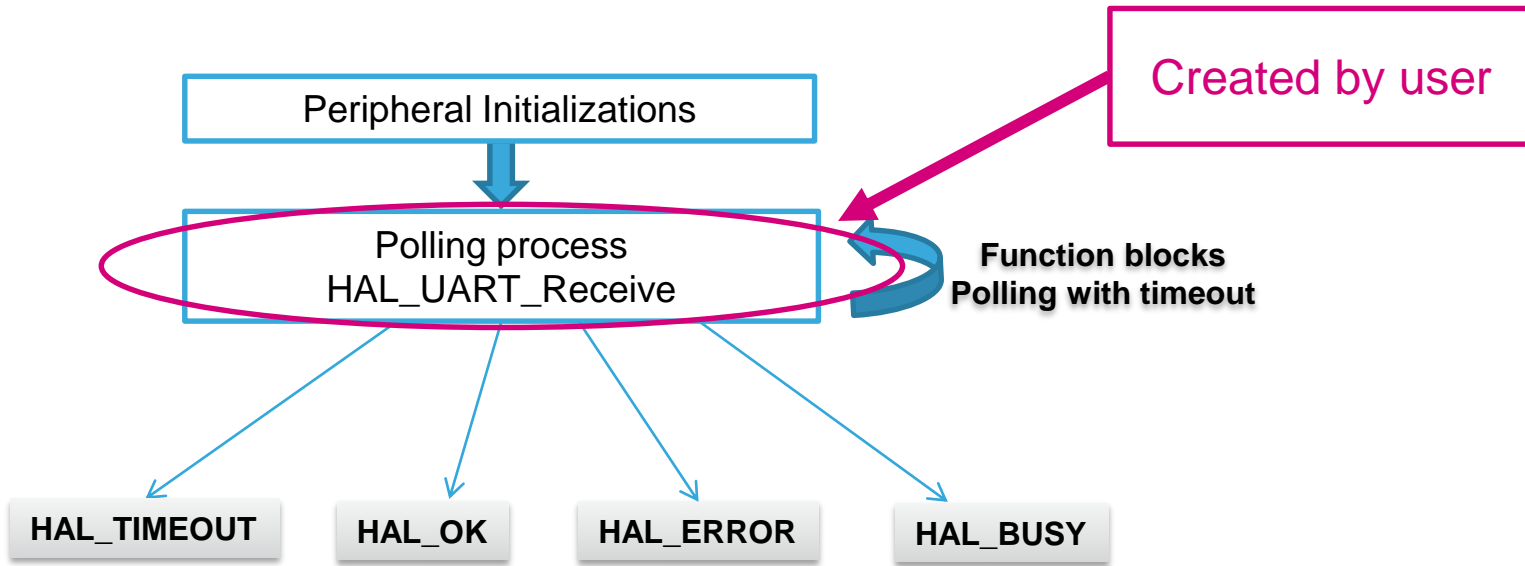 Created by user
Peripheral Initializations
Polling process
HAL_UART_Receive
Function blocks
Polling with timeout
HAL_TIMEOUT
HAL_OK
HAL_ERROR
HAL_BUSY